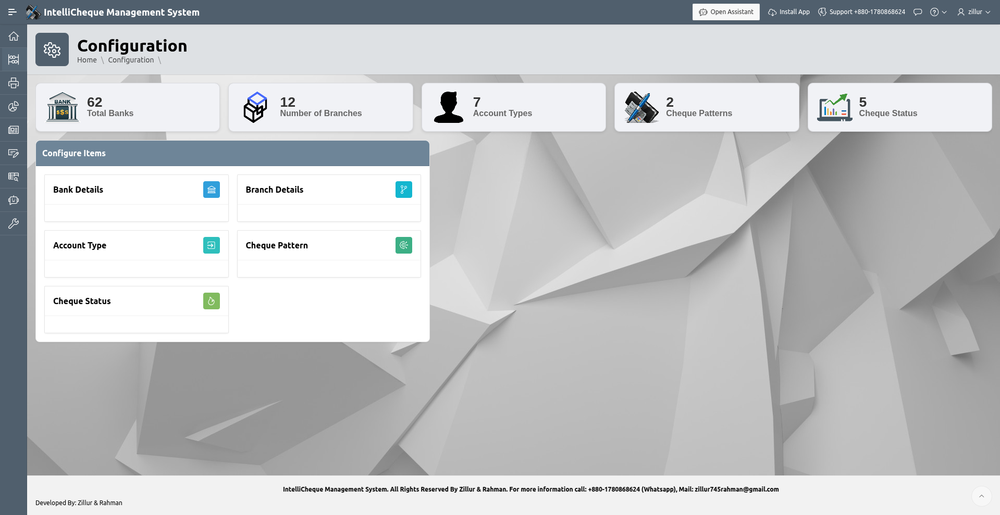 IntelliCheque Management System
Open Assistant
Install App
Support +880-1780868624
zillur
Configuration
Home \ Configuration \
BANK
$$$
62
Total Banks
12
Number of Branches
7
Account Types
2
Cheque Patterns
5
Cheque Status
Configure Items
Bank Details
Branch Details
Account Type
Cheque Pattern
Cheque Status
IntelliCheque Management System. All Rights Reserved By Zillur & Rahman. For more information call: +880-1780868624 (Whatsapp), Mail: zillur745rahman@gmail.com
Developed By: Zillur & Rahman